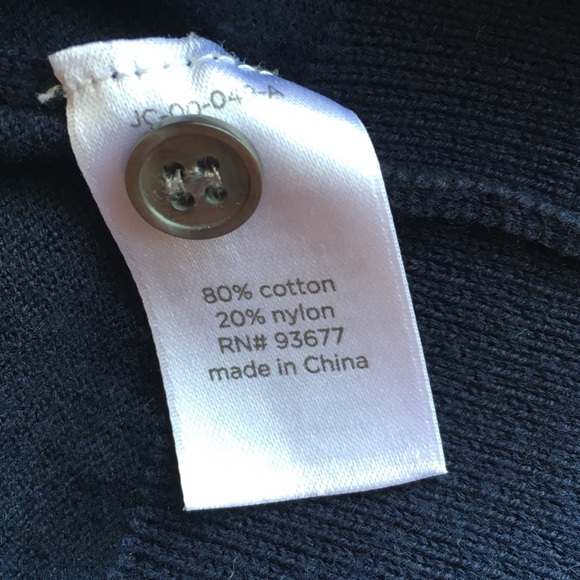 80% cotton
20% nylon
RN# 93677
made in China